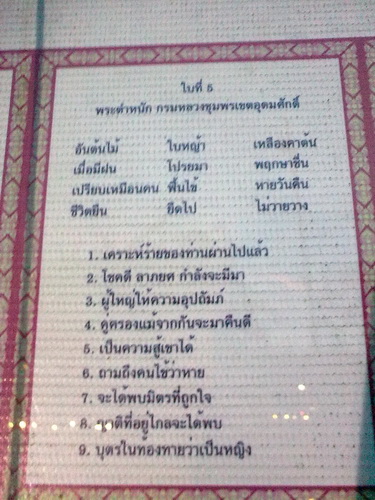 ใบที่ 5
พระตำหนัก กรมหลวงชุมพรเขตอุดมศักดิ์
อันต้นไม้ ใบหญ้า เหลืองคาต้น
เมื่อมีฝน โปรยมา พฤกษาชื่น
เปรียบเหมือนคน ฟื้นไข้ หายวันคืน
ชีวิตยืน ยืดไป ไม่วายวาง
1. เคราะห์ร้ายของท่านผ่านไปแล้ว
2. โชคดี ลาภยศ กำลังจะมีมา
3. ผู้ใหญ่ให้ความอุปถัมภ์
4. คู่ครองแม้จากกันจะมาคืนดี
5. เป็นความสู้เขาได้
6. ถามถึงคนไข้ว่าหาย
7. จะได้พบมิตรที่ถูกใจ
8. ญาติที่อยู่ไกลจะได้พบ
9. บุตรในท้องทายว่าเป็นหญิง